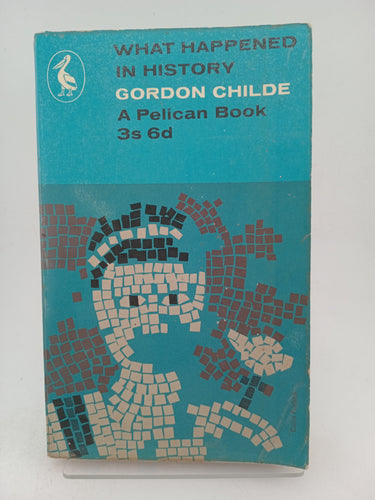 WHAT HAPPENED
IN HISTORY
GORDON CHILDE
A Pelican Book
3s 6d